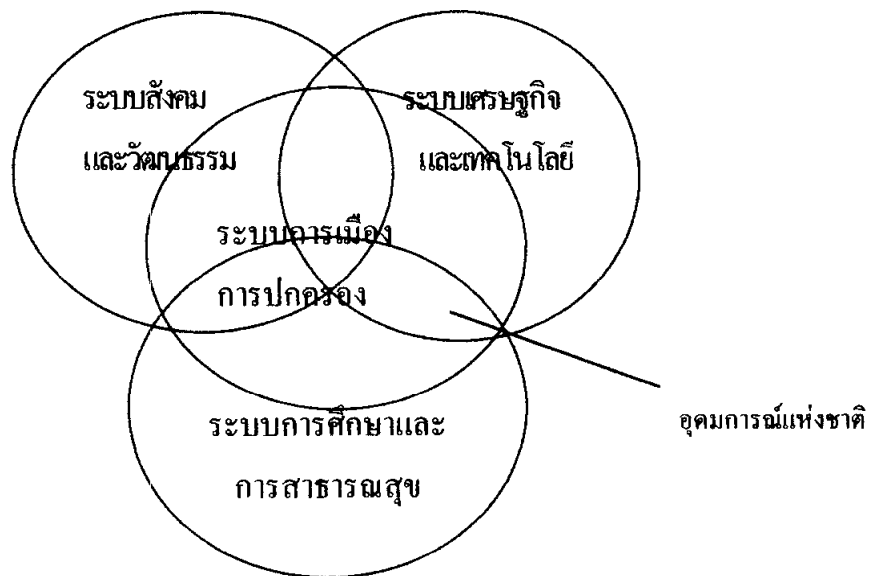 ระบบสังคม
และวัฒนธรรม
ระบบเศรษฐกิจ
และเทคโนโลยี
ระบบการเมือง
การปกครอง
ระบบการศึกษาและ
การสาธารณสุข
อุดมการณ์แห่งชาติ